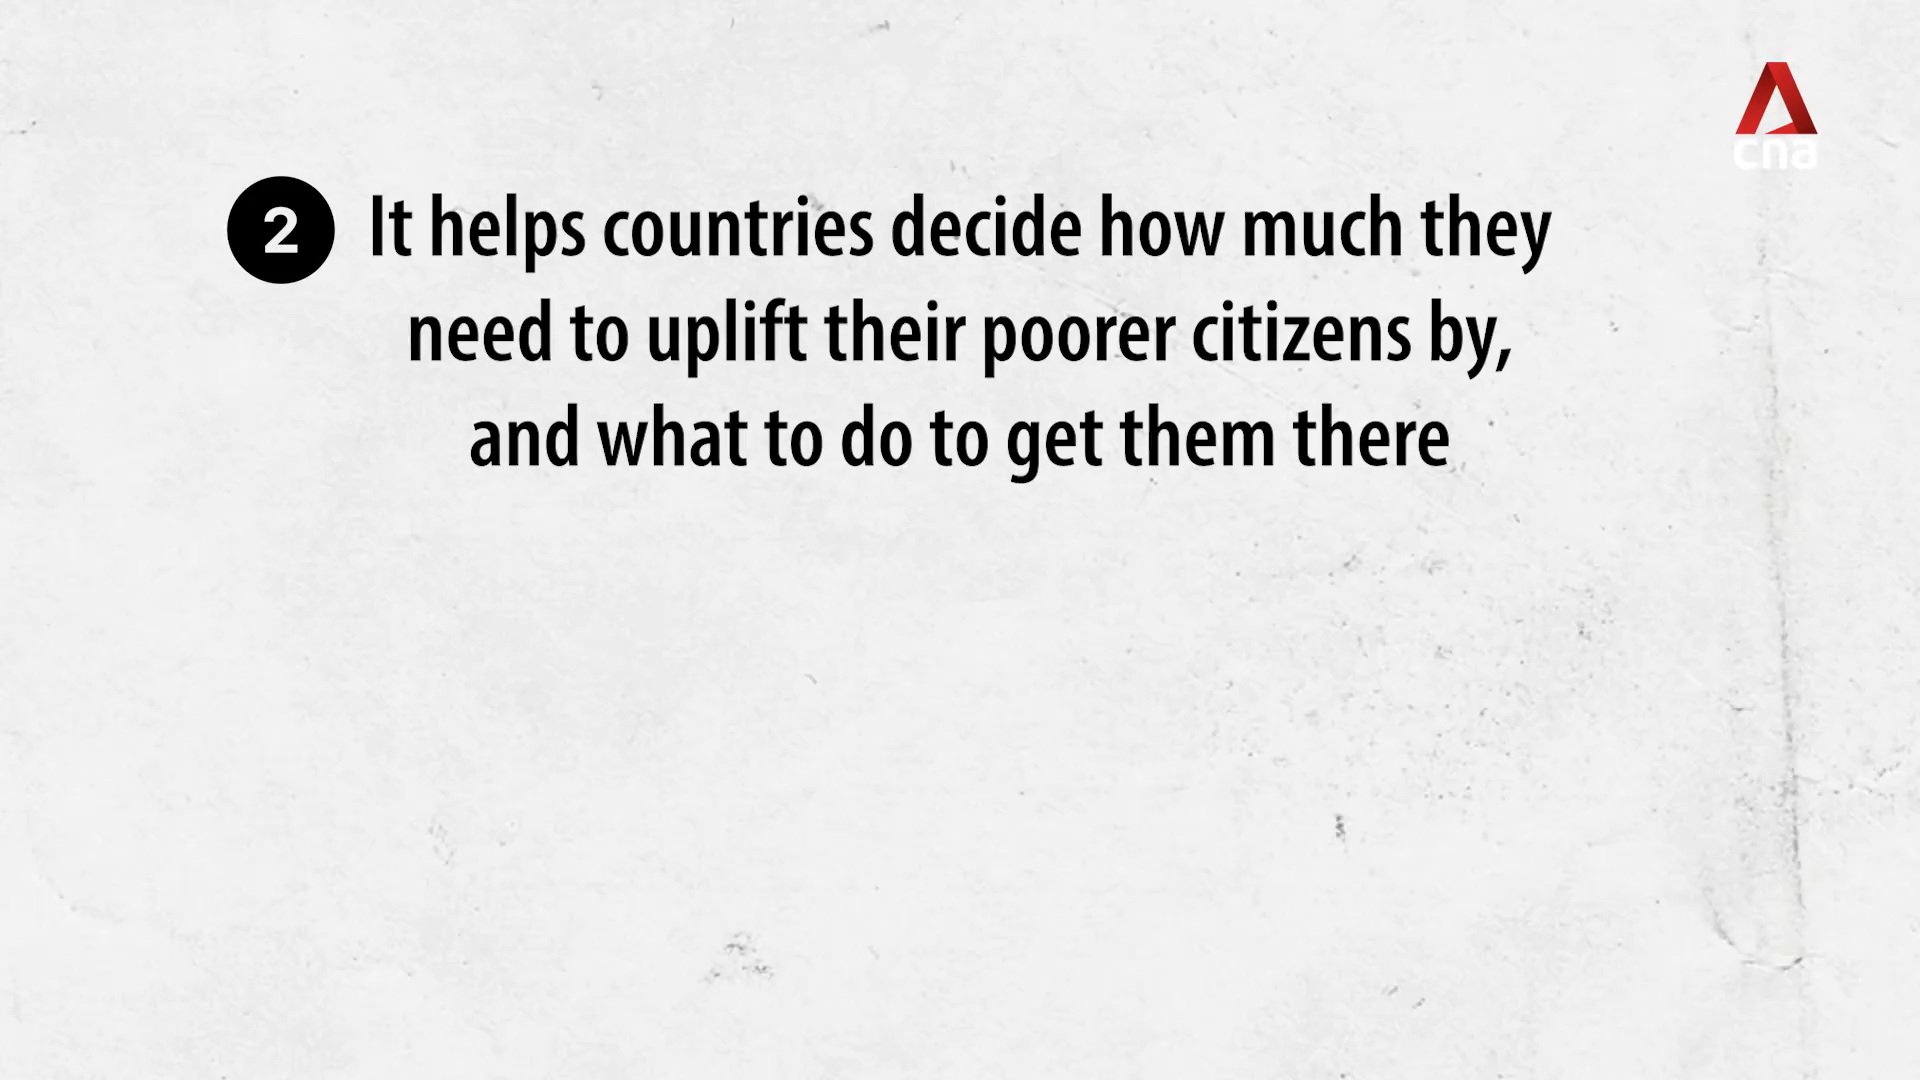 cna
2 It helps countries decide how much they
need to uplift their poorer citizens by,
and what to do to get them there